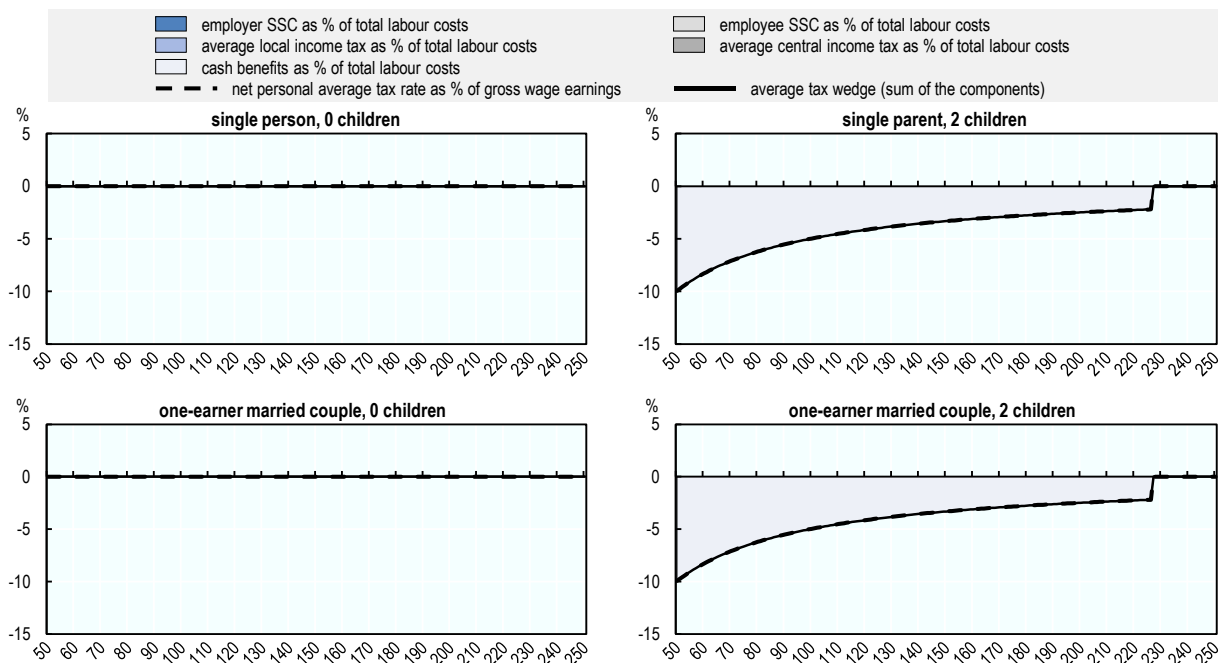 employer SSC as % of total labour costs
employee SSC as % of total labour costs
average local income tax as % of total labour costs
average central income tax as % of total labour costs
cash benefits as % of total labour costs
net personal average tax rate as % of gross wage earnings
average tax wedge (sum of the components)
%
single person, 0 children
5
0
-5
-10
-15
50 60 70 80 90 100 110 120 130 140 150 160 170 180 190 200 210 220 230 240 250
%
single parent, 2 children
5
0
-5
-10
-15
50 60 70 80 90 100 110 120 130 140 150 160 170 180 190 200 210 220 230 240 250
%
one-earner married couple, 0 children
5
0
-5
-10
-15
50 60 70 80 90 100 110 120 130 140 150 160 170 180 190 200 210 220 230 240 250
%
one-earner married couple, 2 children
5
0
-5
-10
-15
50 60 70 80 90 100 110 120 130 140 150 160 170 180 190 200 210 220 230 240 250